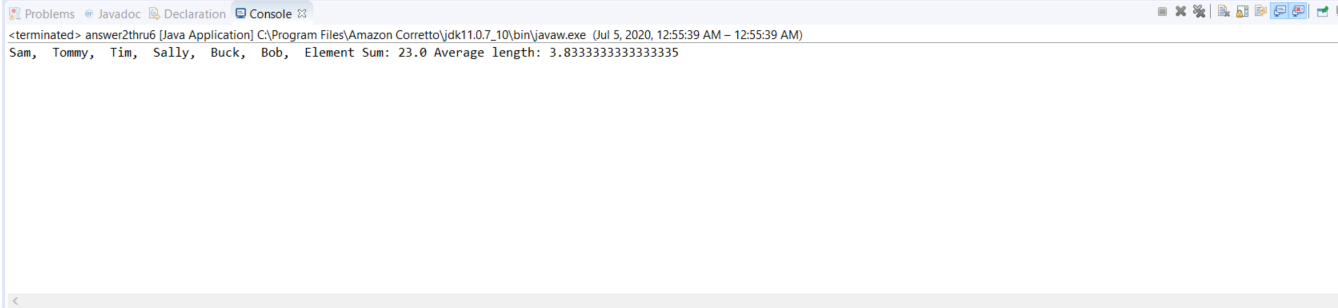 Problems Javadoc Declaration Console
<terminated> answer2thru6 [Java Application] C:\Program Files\Amazon Corretto\jdk11.0.7_10\bin\javaw.exe (Jul 5, 2020, 12:55:39 AM – 12:55:39 AM)
Sam,  Tommy,  Tim,  Sally,  Buck,  Bob,  Element Sum: 23.0 Average length: 3.8333333333333335